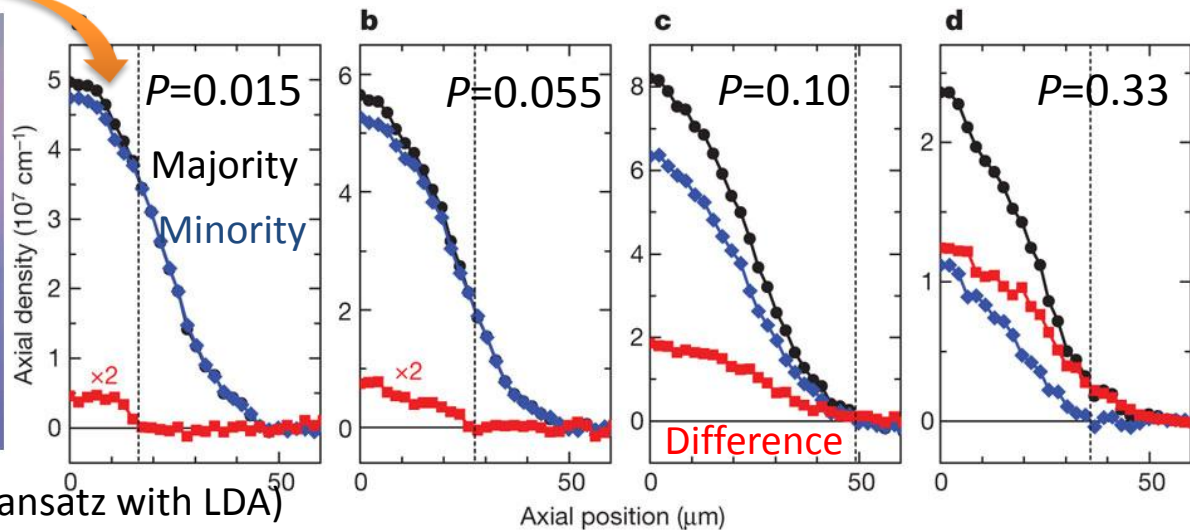 b
c
d
P=0.015
P=0.055
P=0.10
P=0.33
Majority
Minority
Axial density (10⁷ cm⁻¹)
5
4
3
2
1
0
×2
6
4
2
0
×2
8
6
4
2
0
Difference
2
1
0
0
50
0
50
0
50
0
50
ansatz with LDA)
Axial position (μm)